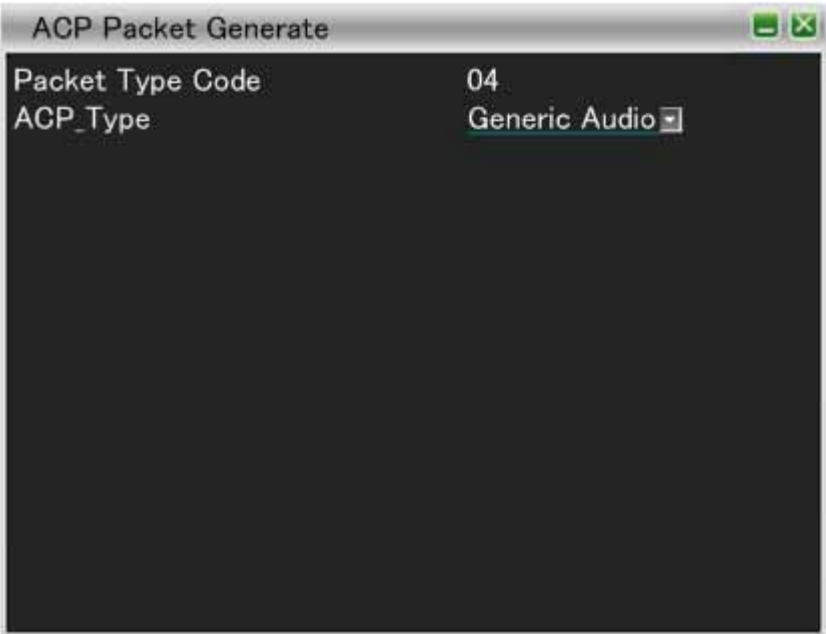 ACP Packet Generate
Packet Type Code 04
ACP_Type Generic Audio